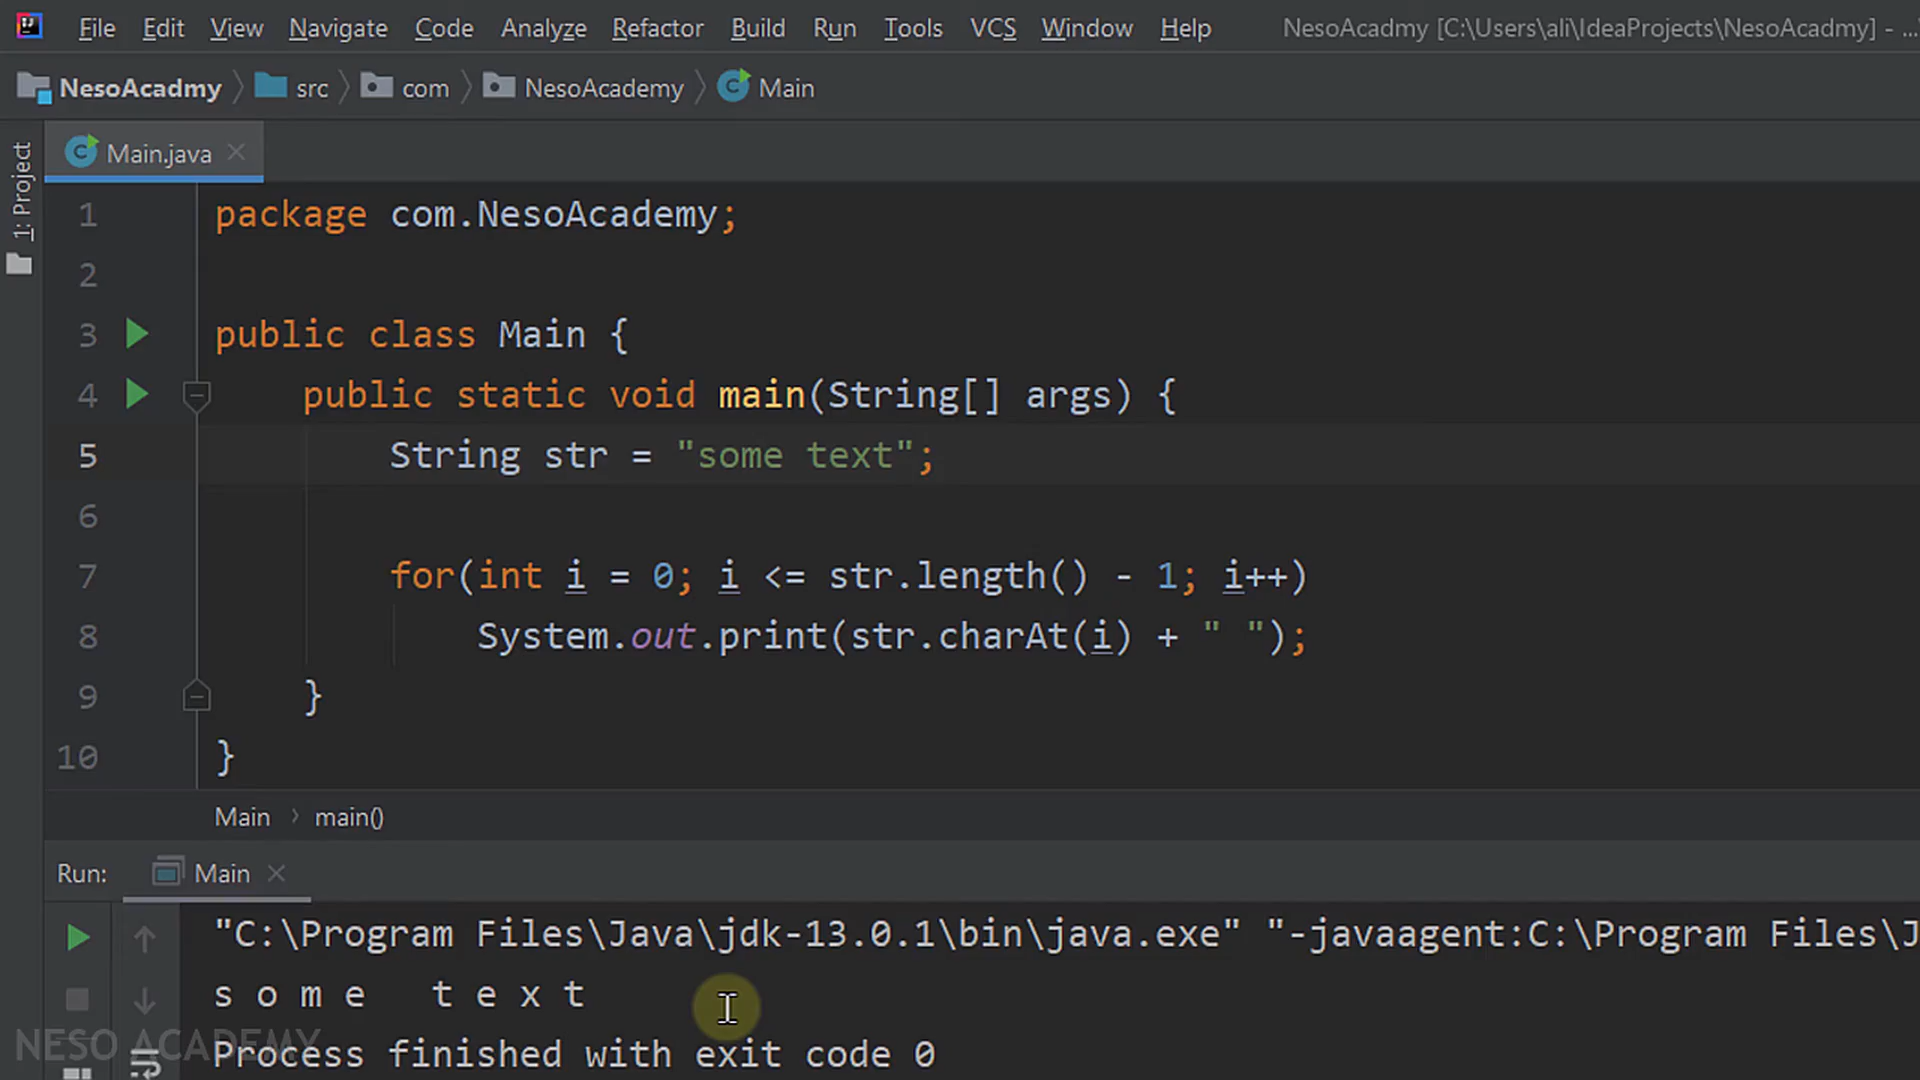 File Edit View Navigate Code Analyze Refactor Build Run Tools VCS Window Help NesoAcadmy [C:\Users\ali\IdeaProjects\NesoAcadmy] - ...
NesoAcadmy src com NesoAcademy Main
1: Project
Main.java
1 package com.NesoAcademy;
2
3 public class Main {
4 public static void main(String[] args) {
5 String str = "some text";
6
7 for(int i = 0; i <= str.length() - 1; i++)
8 System.out.print(str.charAt(i) + " ");
9 }
10 }
Main main()
Run: Main
"C:\Program Files\Java\jdk-13.0.1\bin\java.exe" "-javaagent:C:\Program Files\J
s o m e   t e x t
NESO ACADEMY
Process finished with exit code 0